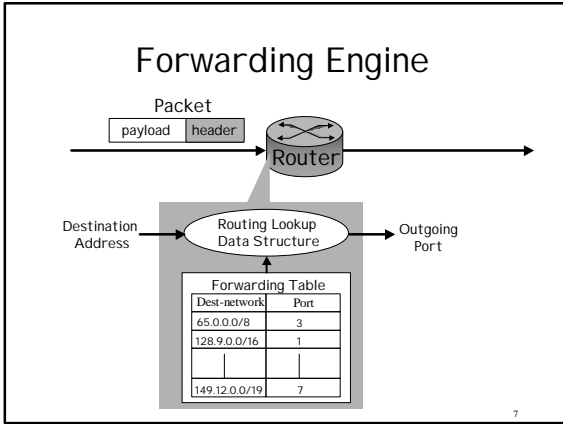 Forwarding Engine
Packet
payload header
Router
Destination
Address
Routing Lookup
Data Structure
Outgoing
Port
Forwarding Table
Dest-network Port
65.0.0.0/8 3
128.9.0.0/16 1
149.12.0.0/19 7
7